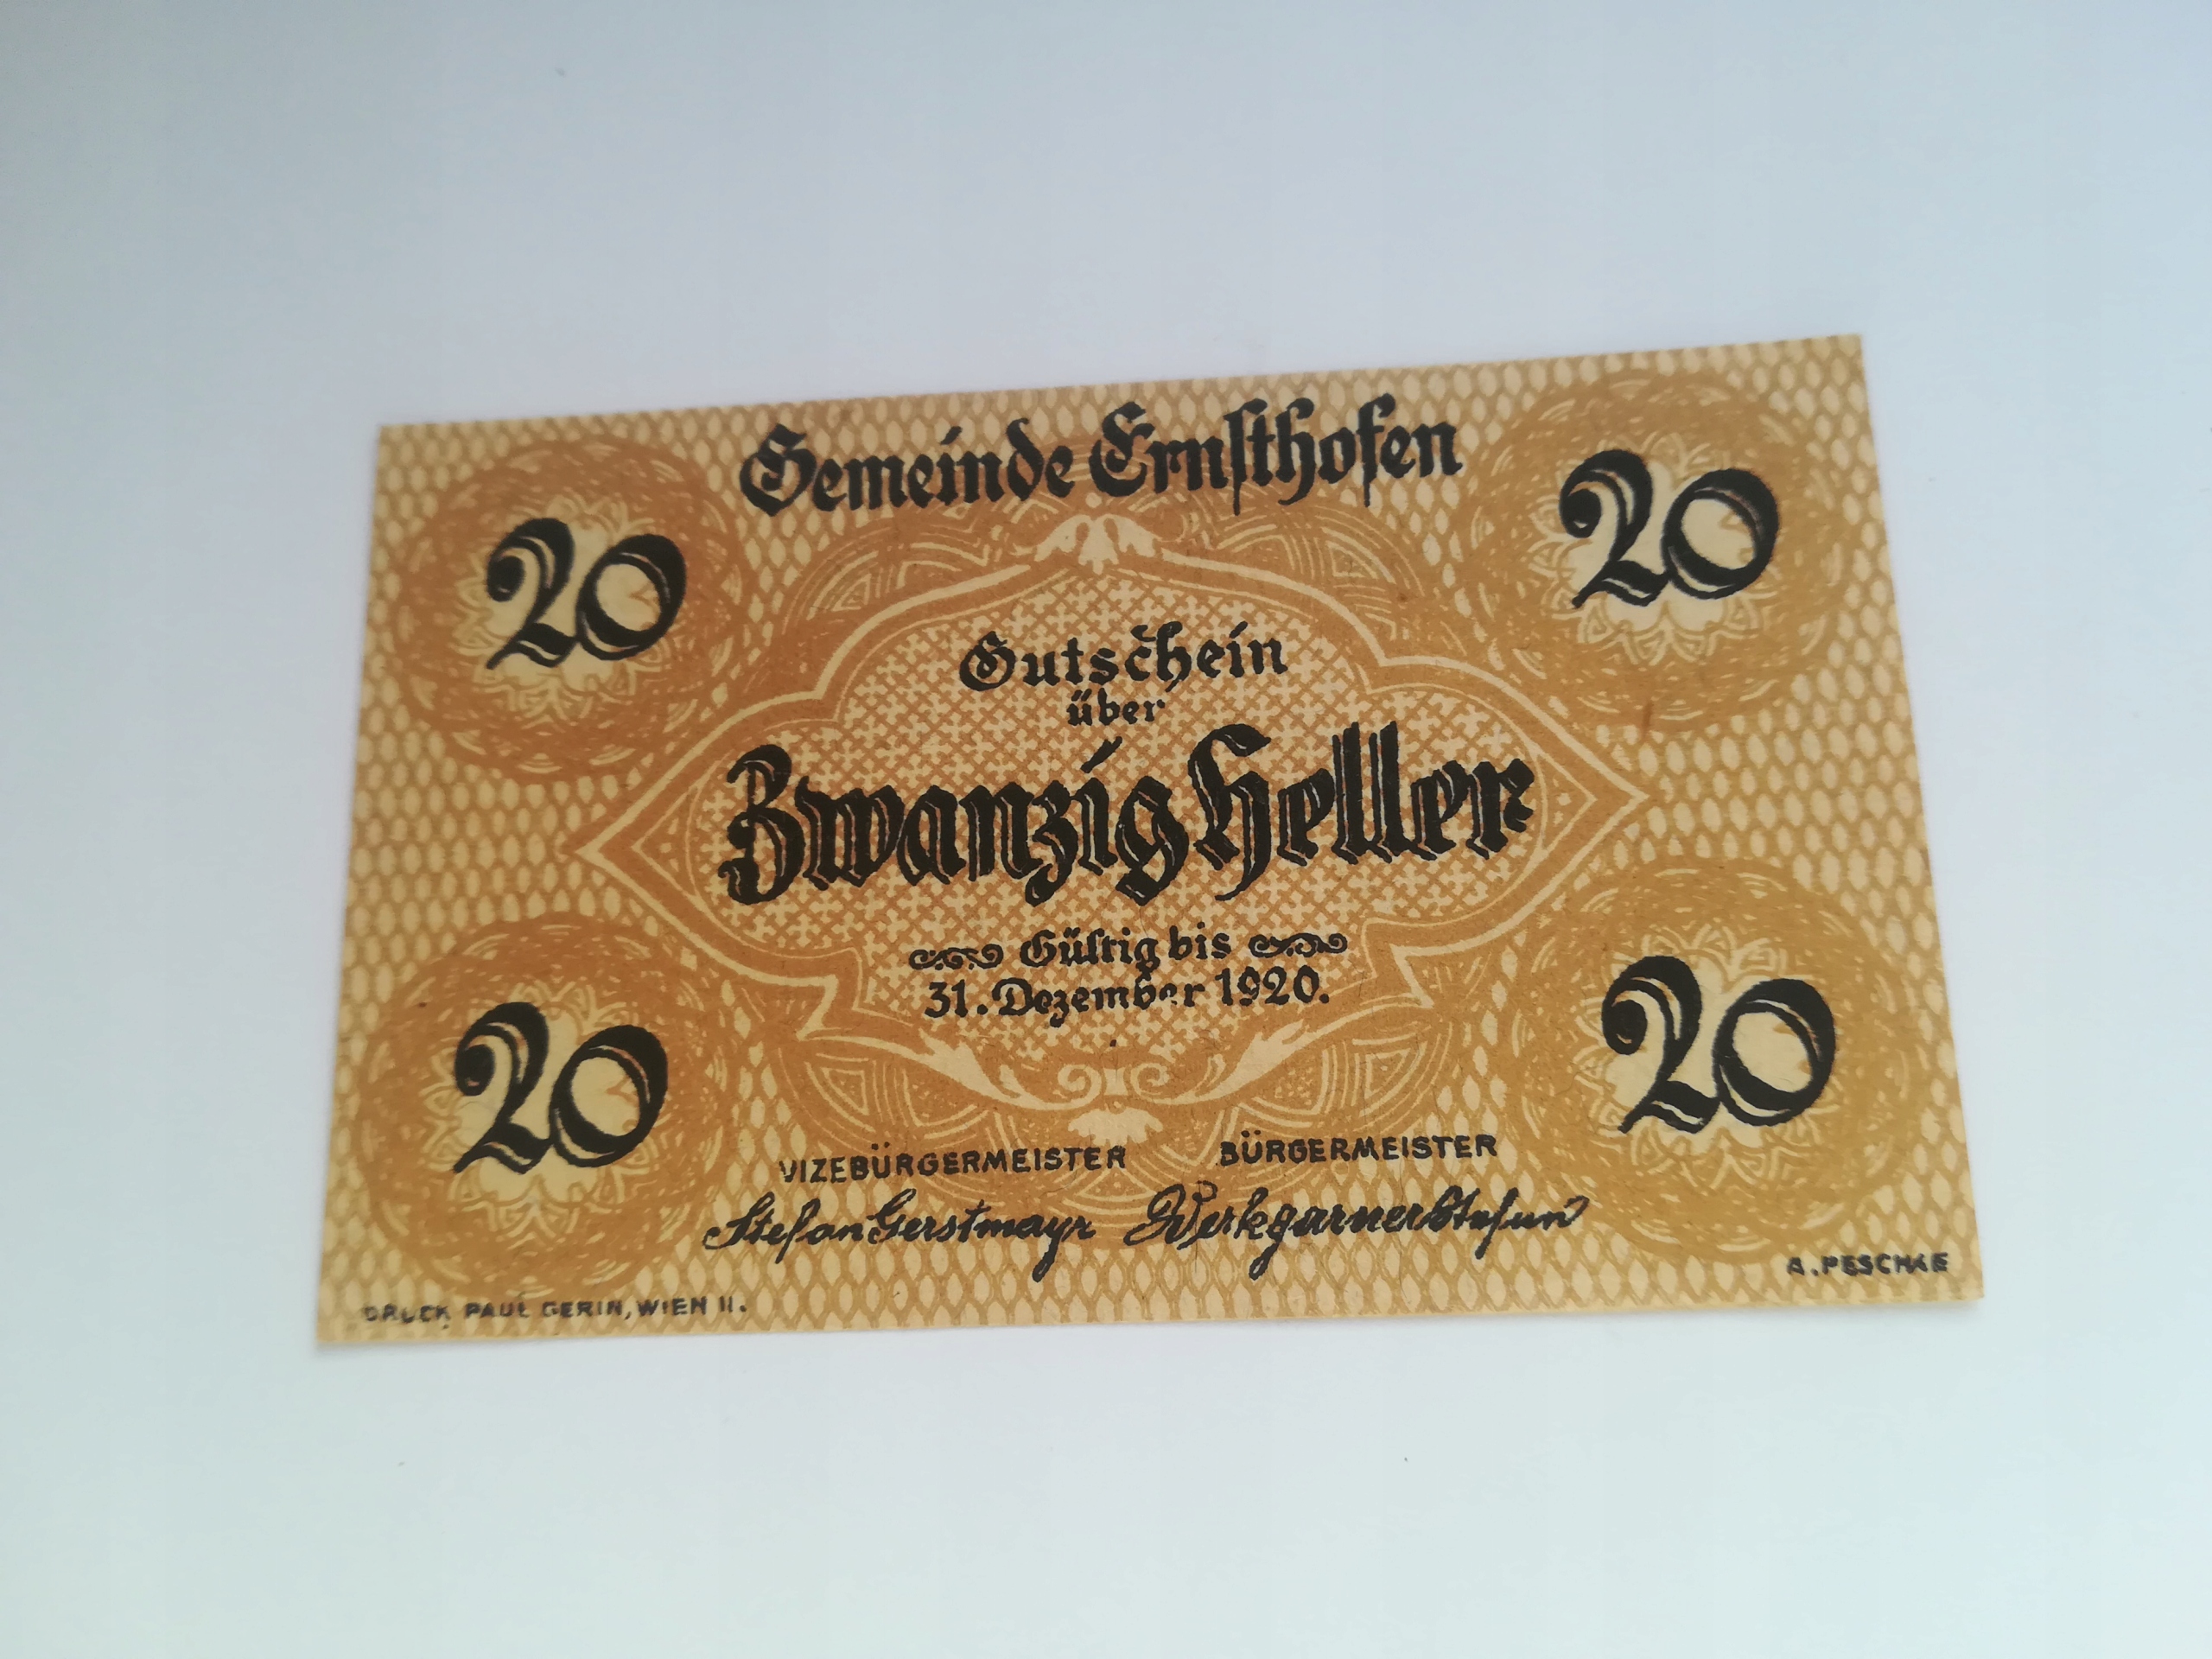 Gemeinde Ernsthofen
20
20
Gutschein
über
Zwanzig Heller
Gültig bis
31. Dezember 1920.
20
20
VIZEBÜRGERMEISTER
BÜRGERMEISTER
Stefan Gerstmayr
DRUCK PAUL GERIN, WIEN II.
A. PESCHKE